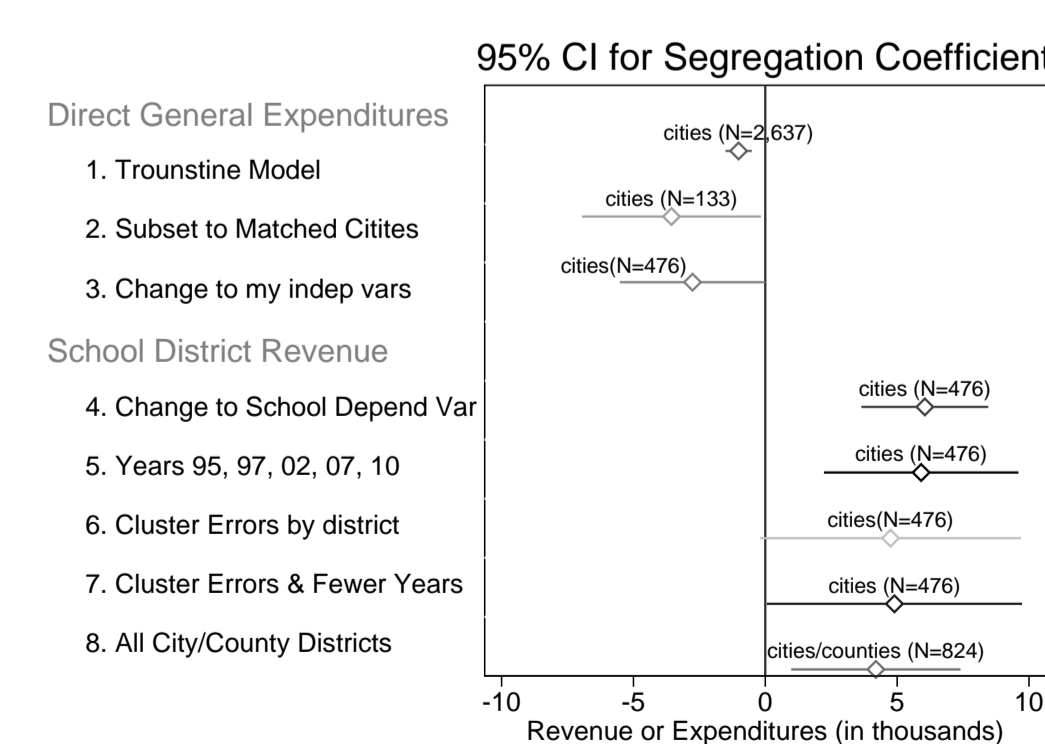 95% CI for Segregation Coefficient
Direct General Expenditures
cities (N=2,637)
1. Trounstine Model
cities (N=133)
2. Subset to Matched Citites
cities(N=476)
3. Change to my indep vars
School District Revenue
cities (N=476)
4. Change to School Depend Var
cities (N=476)
5. Years 95, 97, 02, 07, 10
cities(N=476)
6. Cluster Errors by district
cities (N=476)
7. Cluster Errors & Fewer Years
cities/counties (N=824)
8. All City/County Districts
-10 -5 0 5 10
Revenue or Expenditures (in thousands)